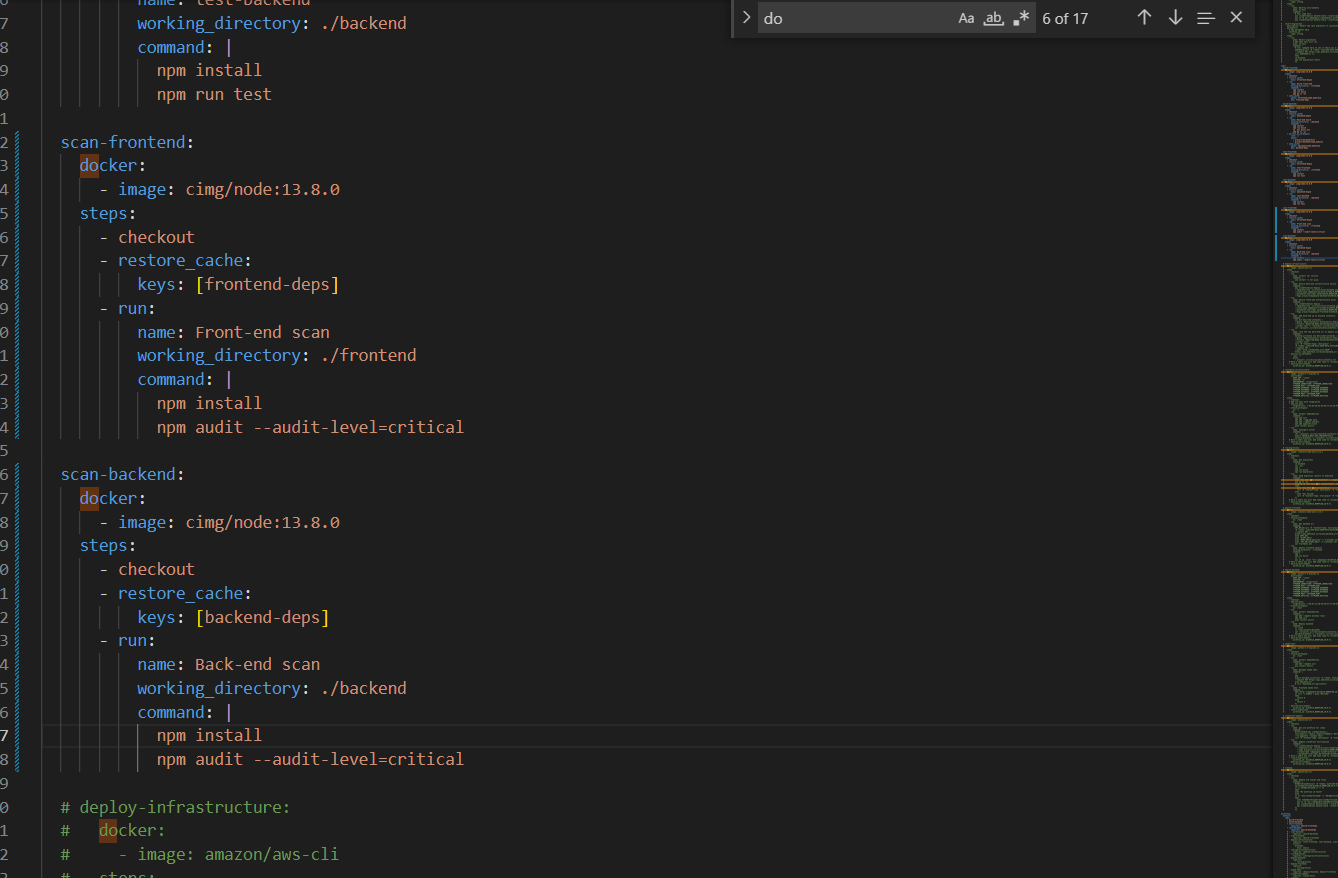 name: test-backend
do Aa ab 6 of 17
7 working_directory: ./backend
8 command: |
9 npm install
0 npm run test
1
2 scan-frontend:
3 docker:
4 - image: cimg/node:13.8.0
5 steps:
6 - checkout
7 - restore_cache:
8 keys: [frontend-deps]
9 - run:
0 name: Front-end scan
1 working_directory: ./frontend
2 command: |
3 npm install
4 npm audit --audit-level=critical
5
6 scan-backend:
7 docker:
8 - image: cimg/node:13.8.0
9 steps:
0 - checkout
1 - restore_cache:
2 keys: [backend-deps]
3 - run:
4 name: Back-end scan
5 working_directory: ./backend
6 command: |
7 npm install
8 npm audit --audit-level=critical
9
0 # deploy-infrastructure:
1 # docker:
2 # - image: amazon/aws-cli
# steps: